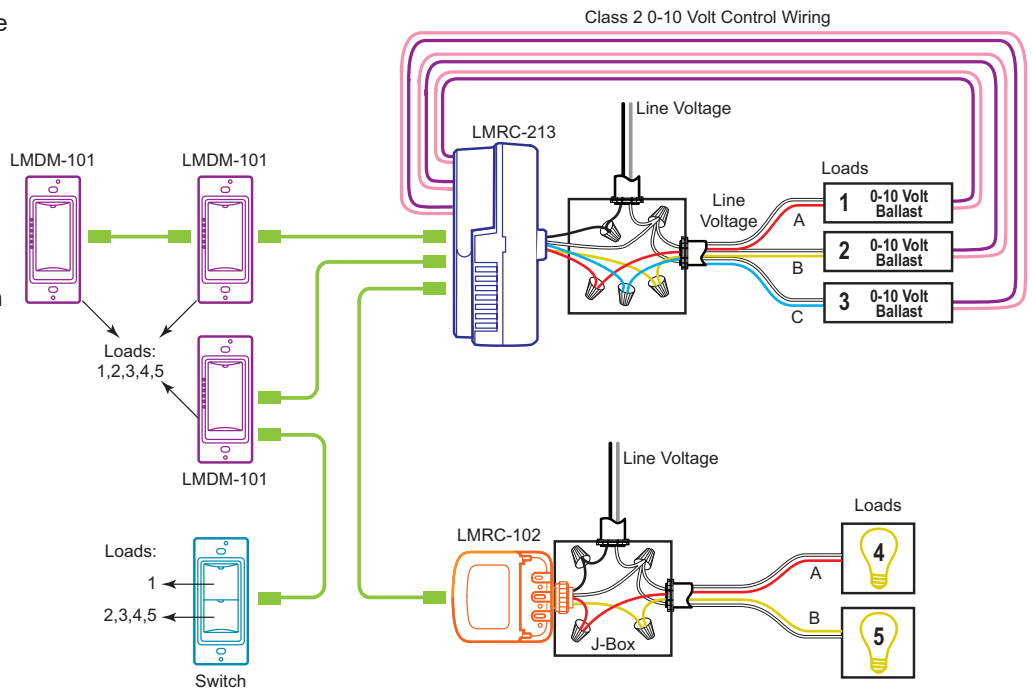 Class 2 0-10 Volt Control Wiring
e
Line Voltage
LMRC-213
LMDM-101
LMDM-101
Loads
Line
Voltage
A
1
0-10 Volt
Ballast
B
2
0-10 Volt
Ballast
C
3
0-10 Volt
Ballast
n
Loads:
1,2,3,4,5
LMDM-101
Line Voltage
LMRC-102
Loads
Loads:
1
2,3,4,5
A
4
B
5
J-Box
Switch